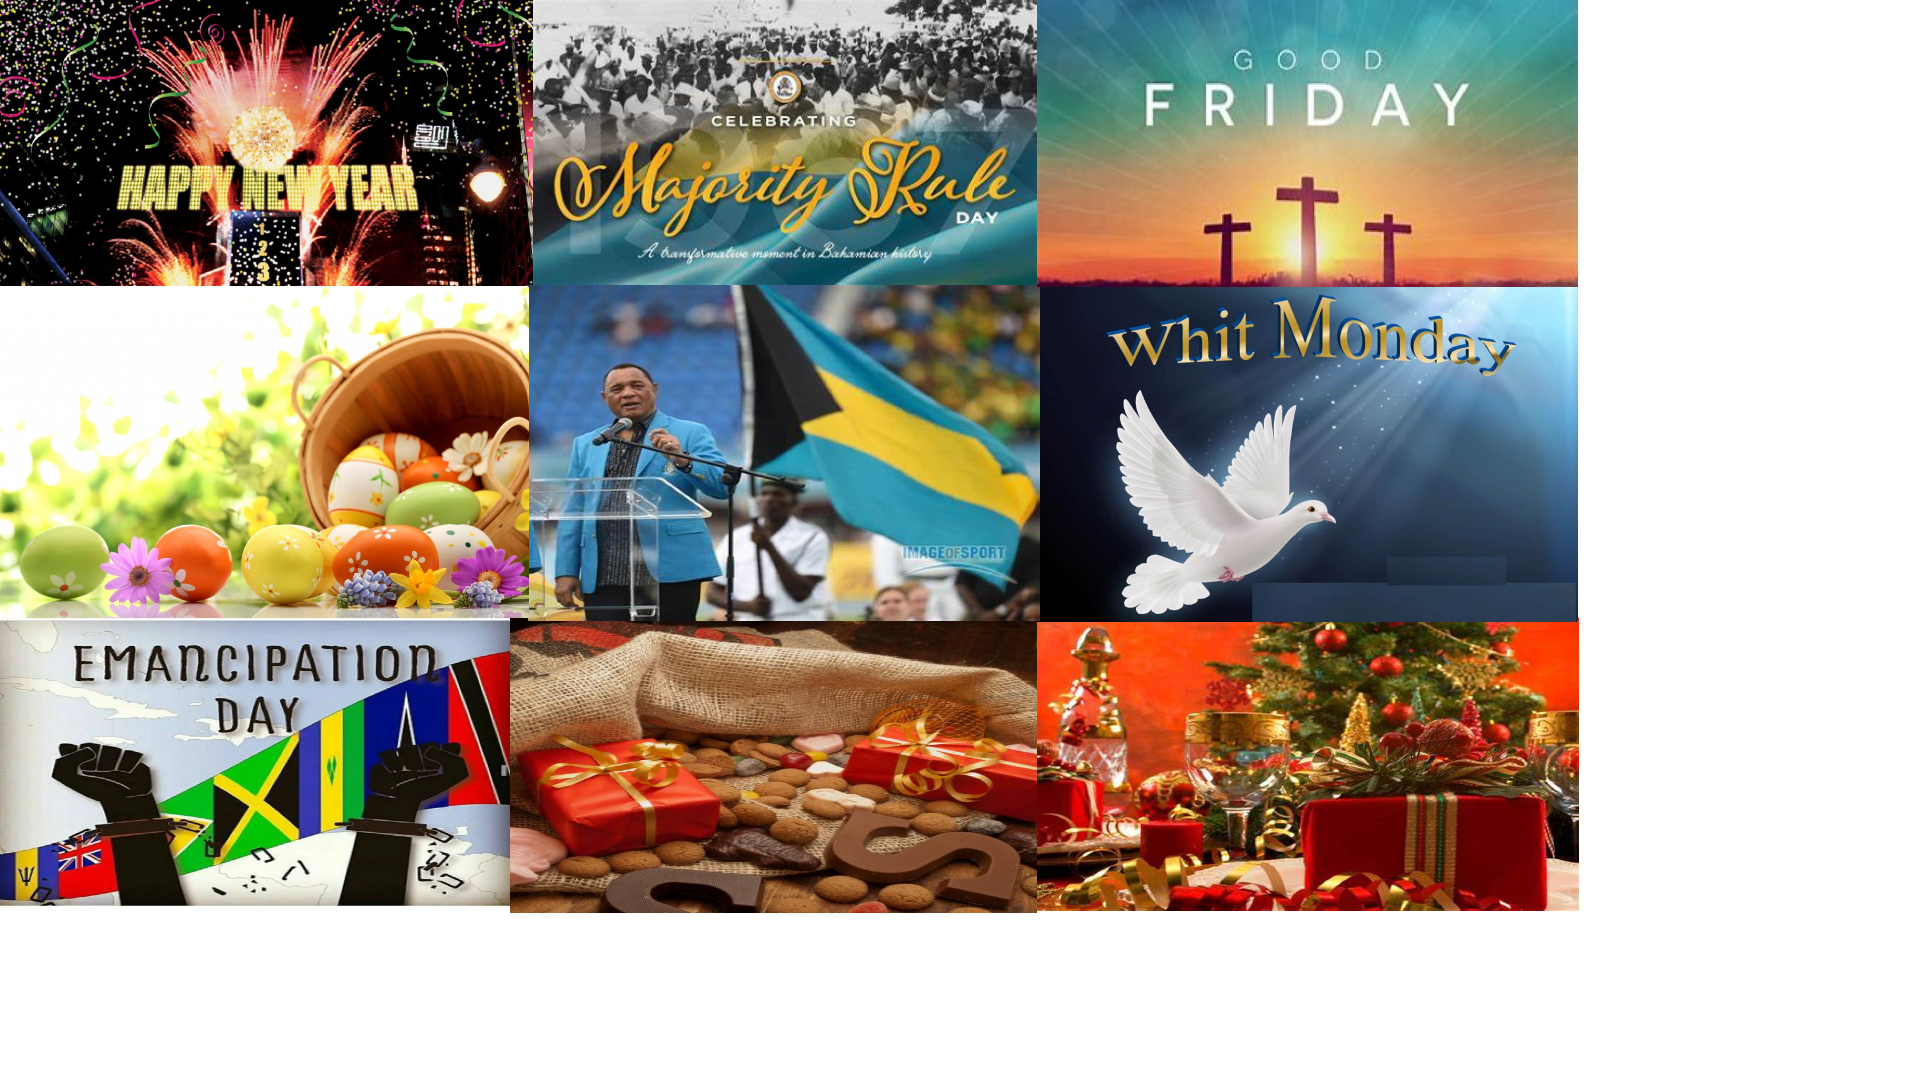 HAPPY NEW YEAR
1
2
3
CELEBRATING
Majority Rule
DAY
A transformative moment in Bahamian history
GOOD
FRIDAY
IMAGEOFSPORT
Whit Monday
EMANCIPATION
DAY